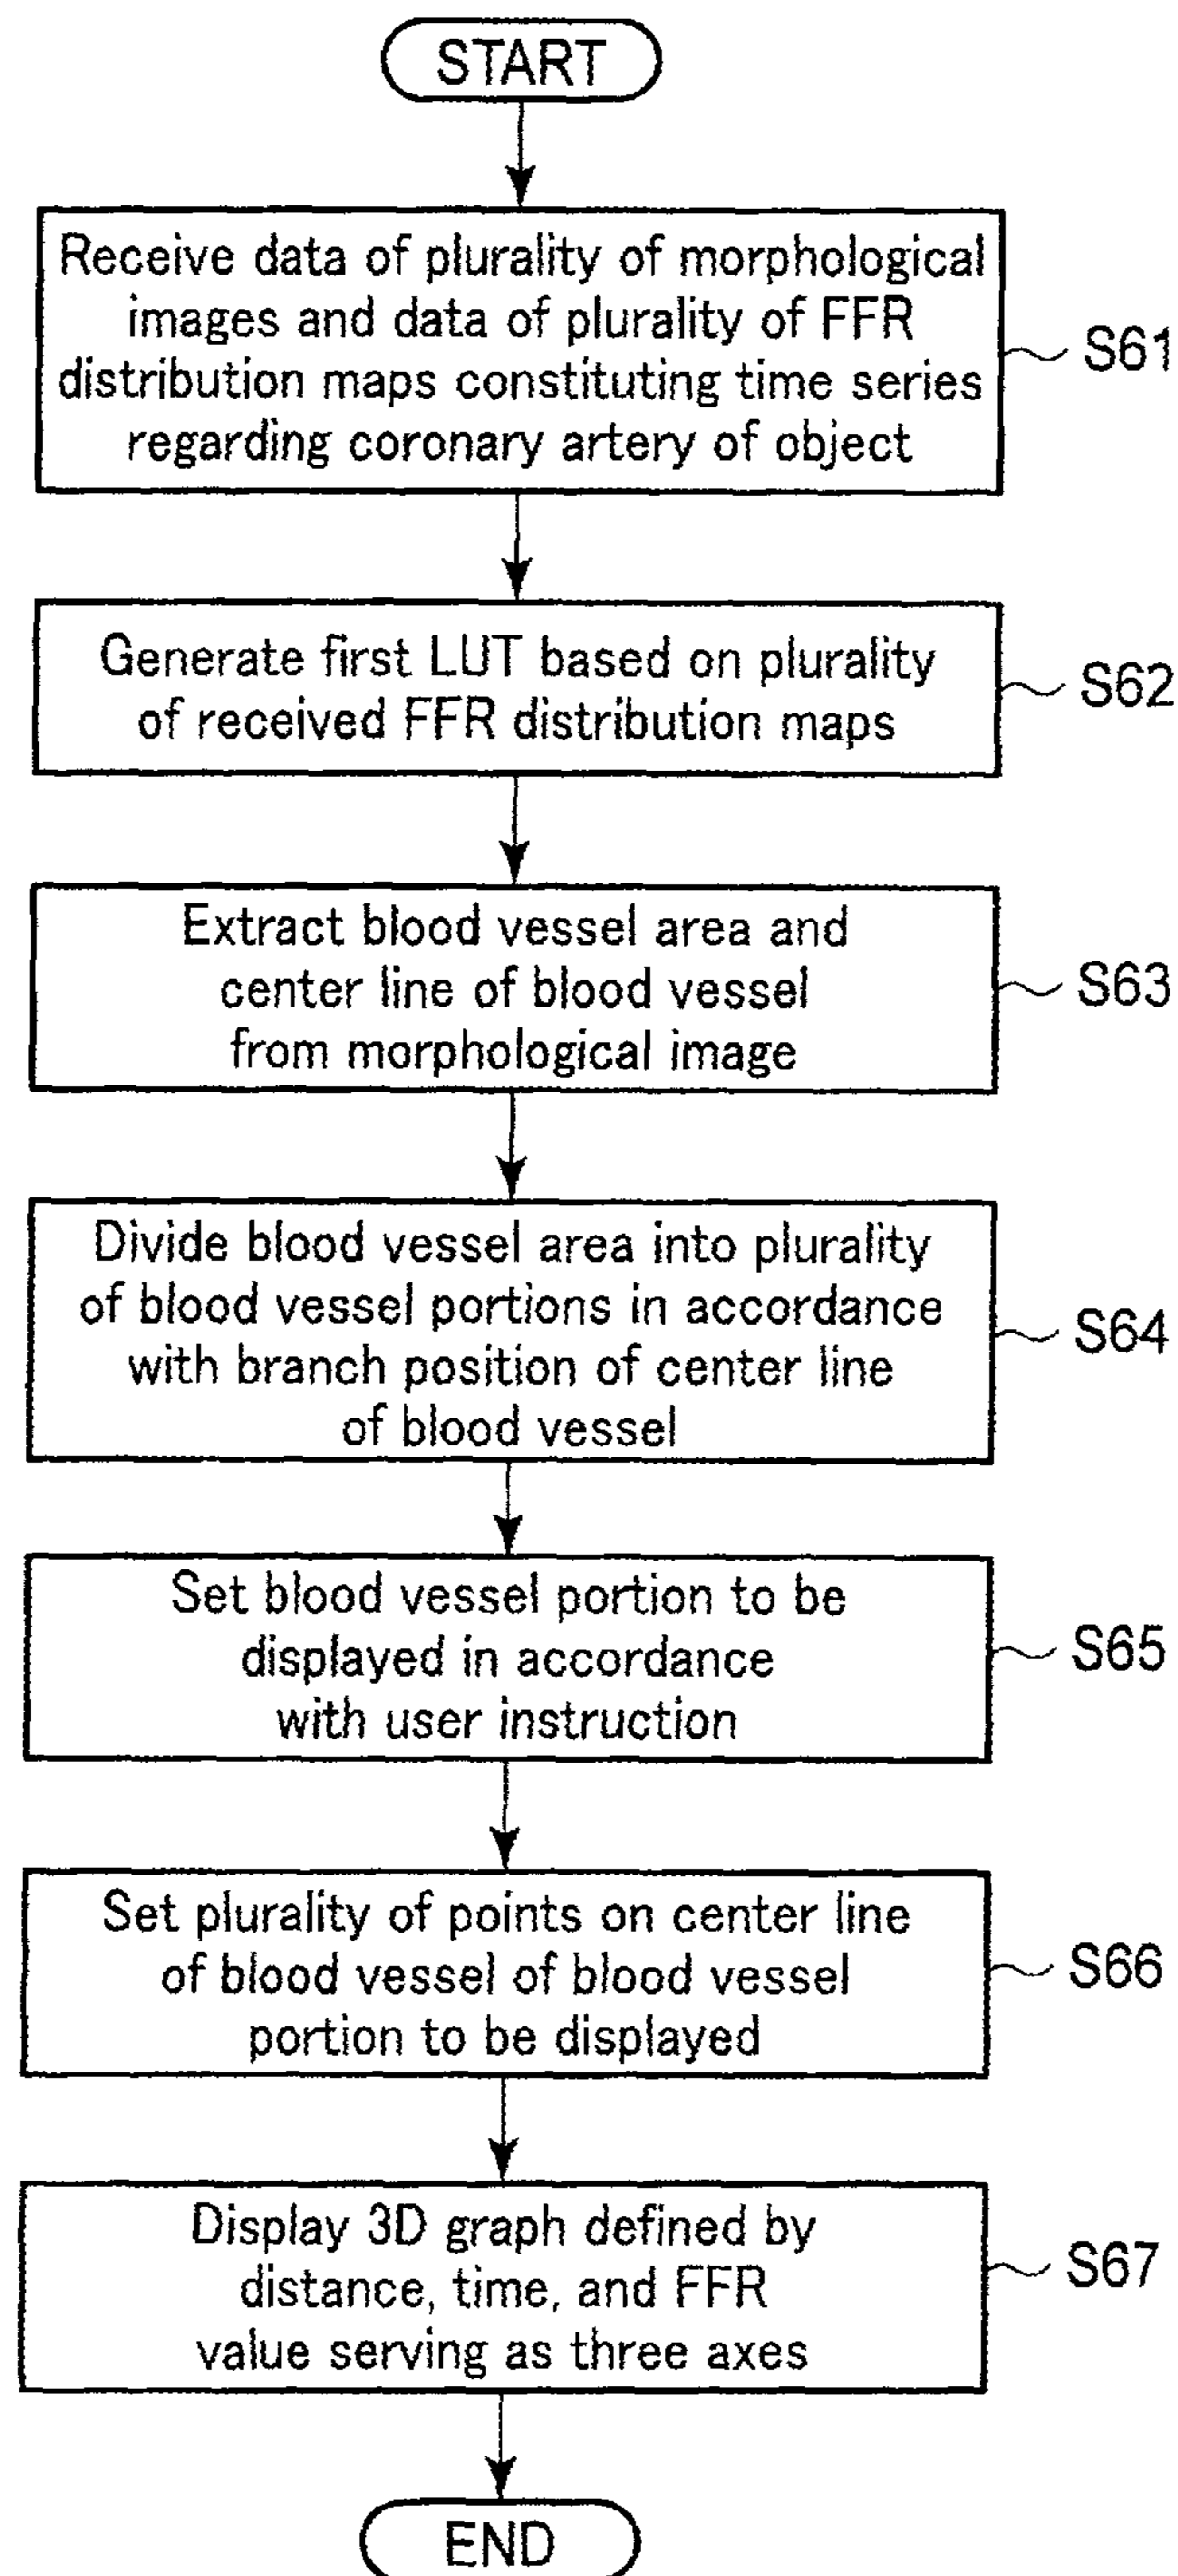 START
Receive data of plurality of morphological
images and data of plurality of FFR
distribution maps constituting time series
regarding coronary artery of object
S61
Generate first LUT based on plurality
of received FFR distribution maps
S62
Extract blood vessel area and
center line of blood vessel
from morphological image
S63
Divide blood vessel area into plurality
of blood vessel portions in accordance
with branch position of center line
of blood vessel
S64
Set blood vessel portion to be
displayed in accordance
with user instruction
S65
Set plurality of points on center line
of blood vessel of blood vessel
portion to be displayed
S66
Display 3D graph defined by
distance, time, and FFR
value serving as three axes
S67
END